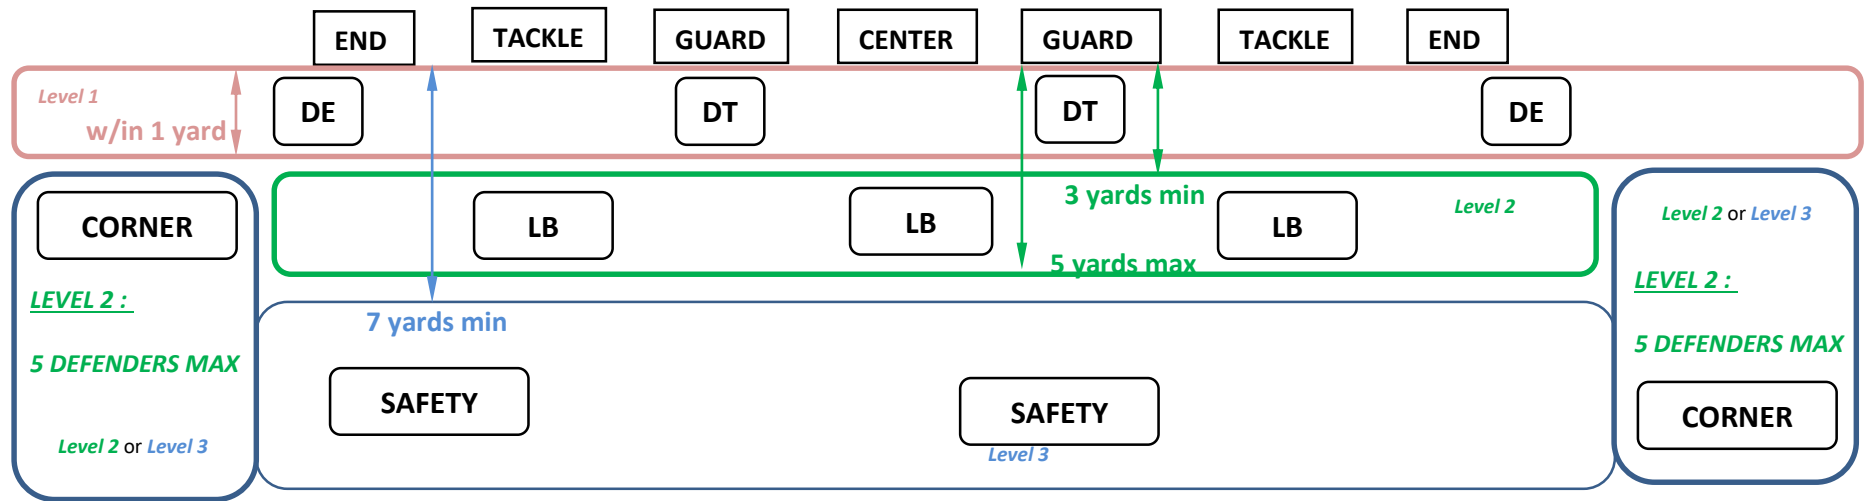 END TACKLE GUARD CENTER GUARD TACKLE END
Level 1
w/in 1 yard
DE DT DT DE
CORNER
LEVEL 2 :
5 DEFENDERS MAX
Level 2 or Level 3
LB LB LB
3 yards min
Level 2
5 yards max
7 yards min
SAFETY SAFETY
Level 3
Level 2 or Level 3
LEVEL 2 :
5 DEFENDERS MAX
CORNER